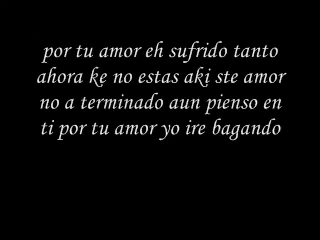 por tu amor eh sufrido tanto
ahora ke no estas aki ste amor
no a terminado aun pienso en
ti por tu amor yo ire bagando